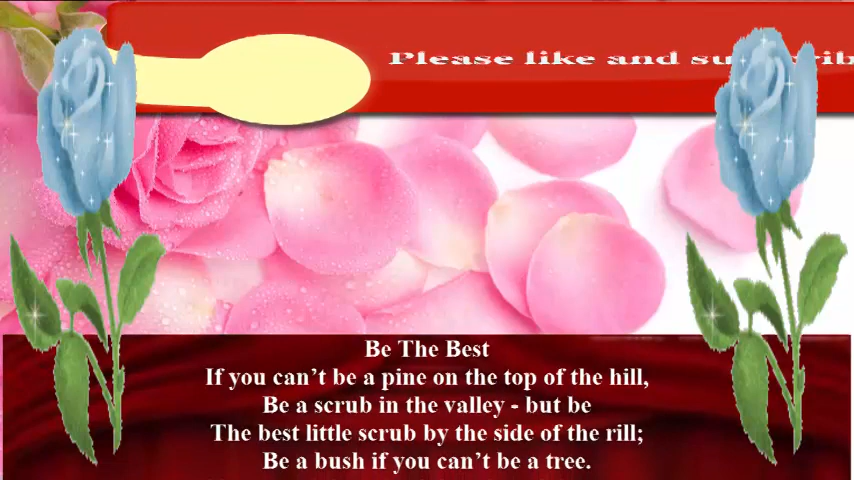 Please like and su
Be The Best
If you can’t be a pine on the top of the hill,
Be a scrub in the valley - but be
The best little scrub by the side of the rill;
Be a bush if you can’t be a tree.